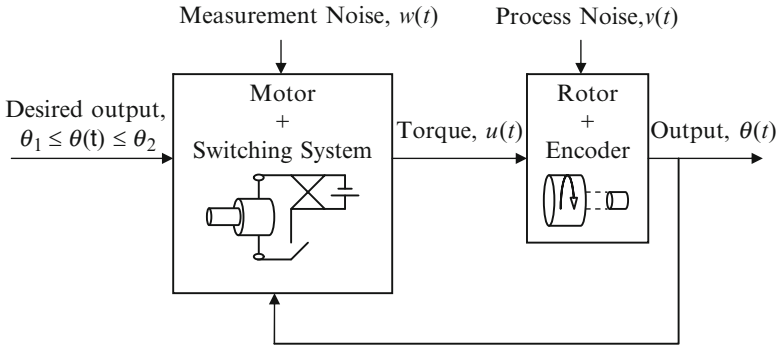 Measurement Noise, w(t)
Process Noise,v(t)
Desired output,
θ₁ ≤ θ(t) ≤ θ₂
Motor
+
Switching System
Torque, u(t)
Rotor
+
Encoder
Output, θ(t)